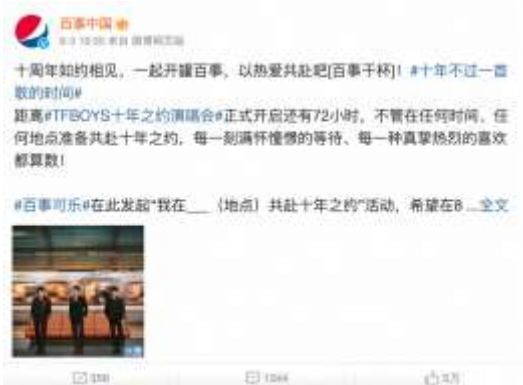 百事中国
十周年如约相见，一起开罐百事，以热爱共赴吧[百事干杯]！#十年不过一首
歌的时间#
距离#TFBOYS十年之约演唱会#正式开启还有72小时，不管在任何时间、任
何地点准备共赴十年之约，每一刻满怀憧憬的等待、每一种真挚热烈的喜欢
都算数！
#百事可乐#在此发起“我在___（地点）共赴十年之约”活动，希望在8 ...全文